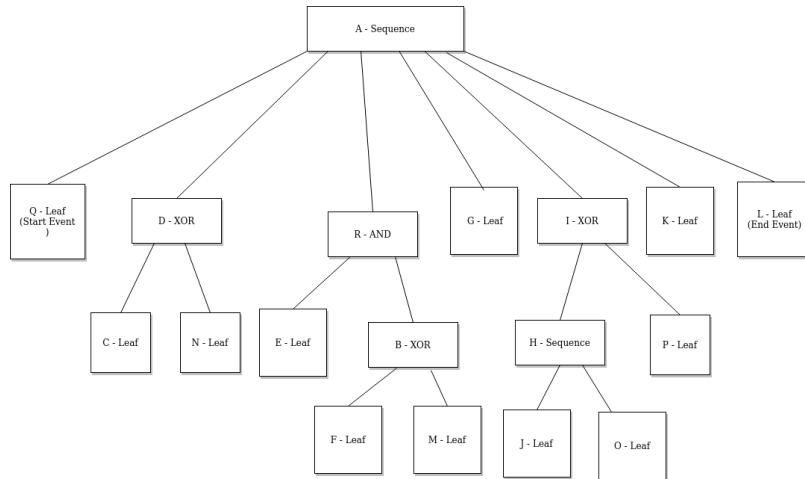 A - Sequence
Q - Leaf
(Start Event
)
D - XOR
R - AND
G - Leaf
I - XOR
K - Leaf
L - Leaf
(End Event)
C - Leaf
N - Leaf
E - Leaf
B - XOR
H - Sequence
P - Leaf
F - Leaf
M - Leaf
J - Leaf
O - Leaf